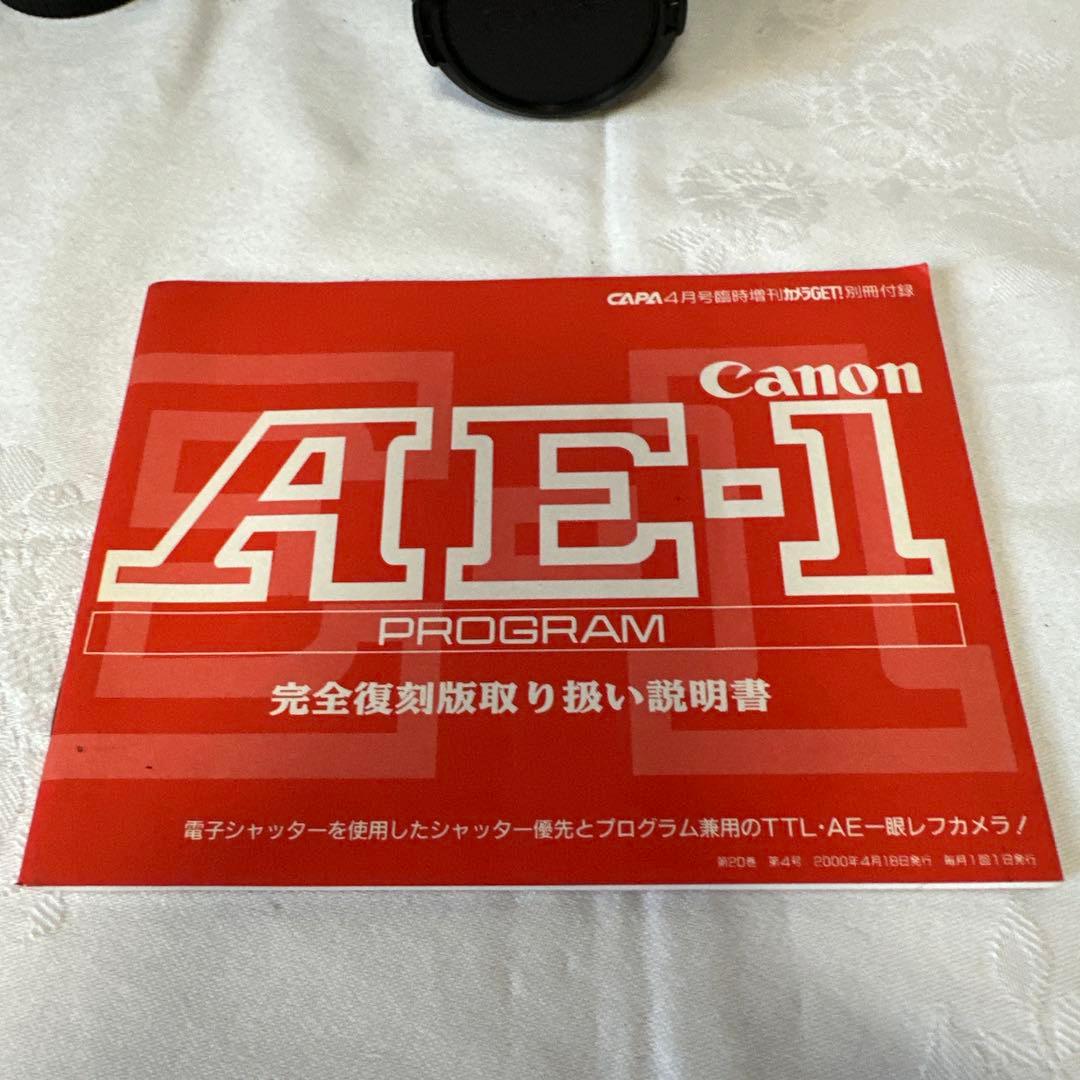 CAPA4月号臨時増刊カメラGET!別冊付録
Canon
AE-1
PROGRAM
完全復刻版取り扱い説明書
電子シャッターを使用したシャッター優先とプログラム兼用のTTL・AE一眼レフカメラ！
第20巻 第4号 2000年4月18日発行 毎月1回1日発行